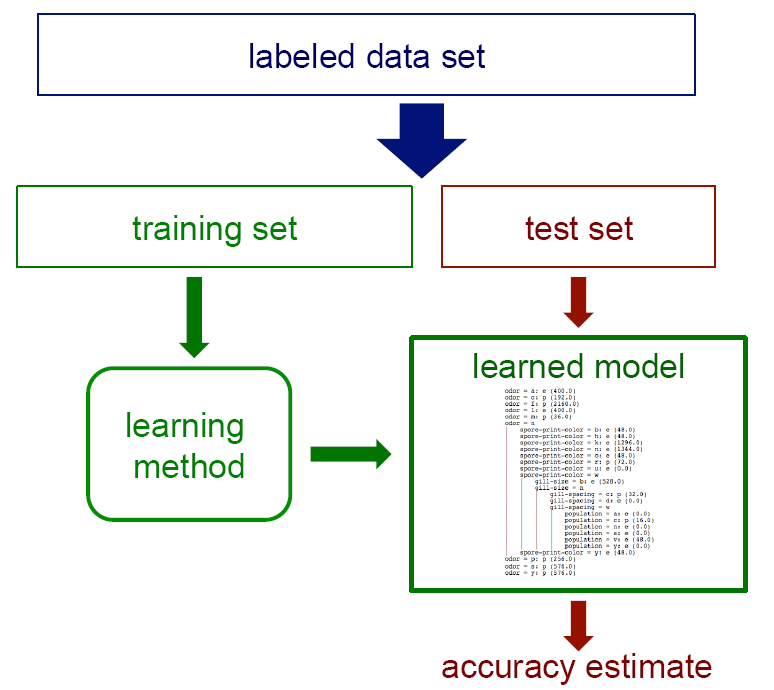 labeled data set
training set
test set
learning
method
learned model
odor = a: e (400.0)
odor = c: p (192.0)
odor = f: p (2160.0)
odor = l: e (400.0)
odor = m: p (36.0)
odor = n
spore-print-color = b: e (48.0)
spore-print-color = h: e (48.0)
spore-print-color = k: e (1296.0)
spore-print-color = n: e (1344.0)
spore-print-color = o: e (48.0)
spore-print-color = r: p (72.0)
spore-print-color = u: e (0.0)
spore-print-color = w
gill-size = b: e (528.0)
gill-size = n
gill-spacing = c: p (32.0)
gill-spacing = d: e (0.0)
gill-spacing = w
population = a: e (0.0)
population = c: p (16.0)
population = n: e (0.0)
population = s: e (0.0)
population = v: e (48.0)
population = y: e (0.0)
spore-print-color = y: e (48.0)
odor = p: p (256.0)
odor = s: p (576.0)
odor = y: p (576.0)
accuracy estimate